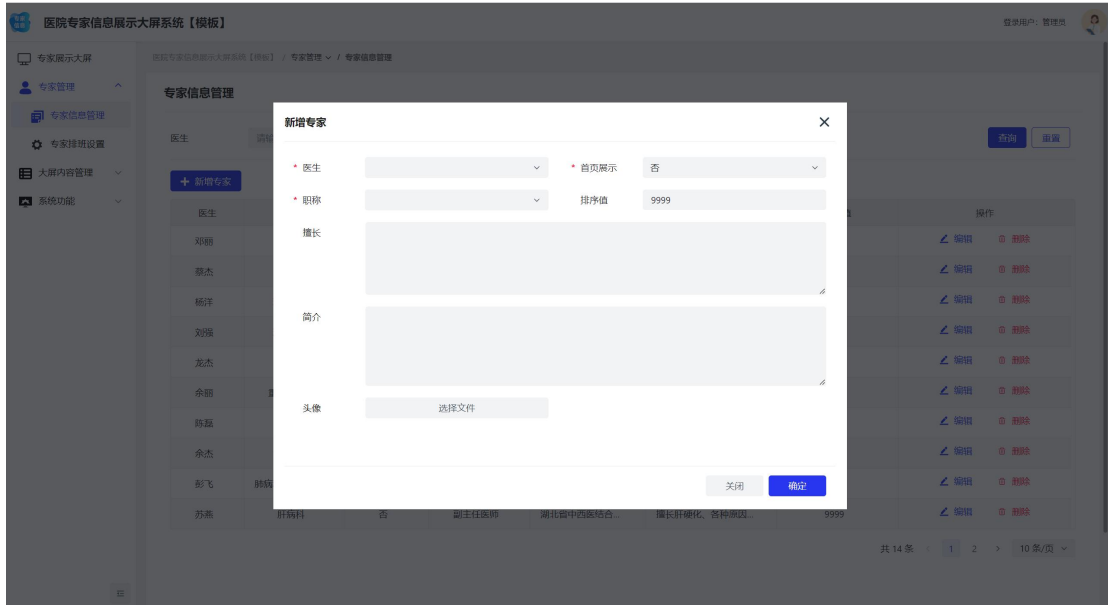 医院专家信息展示大屏系统【模板】
登录用户：管理员
专家展示大屏
医院专家信息展示大屏系统【模板】 / 专家管理 / 专家信息管理
专家管理
专家信息管理
专家信息管理
专家排班设置
大屏内容管理
系统功能
医生
查询
重置
新增专家
医生
操作
邓丽
编辑 删除
蔡杰
编辑 删除
杨洋
编辑 删除
刘强
编辑 删除
龙杰
编辑 删除
余丽
编辑 删除
陈磊
编辑 删除
余杰
编辑 删除
彭飞 肺病
编辑 删除
苏燕 肝病科 否 副主任医师 湖北省中西医结合... 擅长肝硬化、各种原因... 9999 编辑 删除
共 14 条 1 2 10 条/页
新增专家
* 医生
* 首页展示 否
* 职称
排序值 9999
擅长
简介
头像 选择文件
关闭 确定